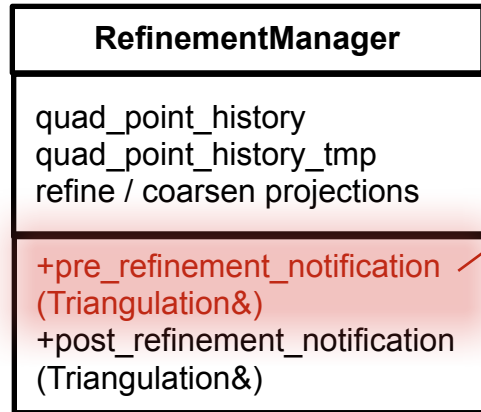 RefinementManager
quad_point_history
quad_point_history_tmp
refine / coarsen projections
+pre_refinement_notification
(Triangulation&)
+post_refinement_notification
(Triangulation&)